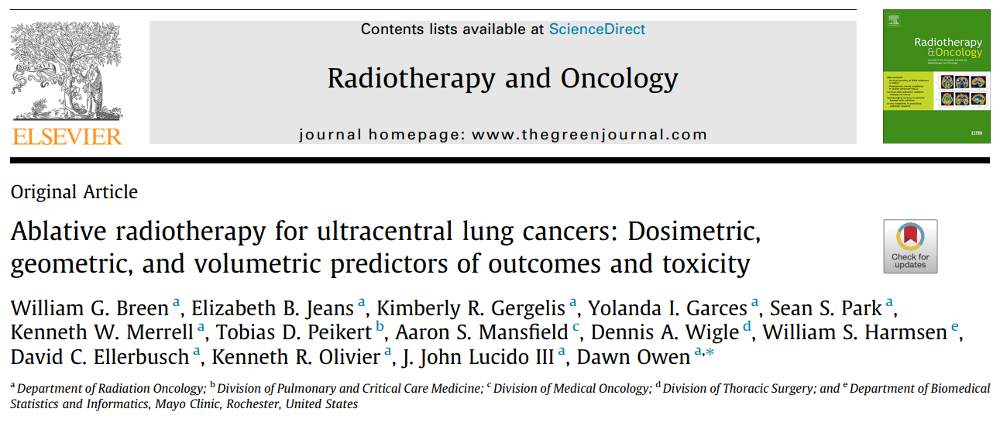 Contents lists available at ScienceDirect
Radiotherapy and Oncology
journal homepage: www.thegreenjournal.com
NON SOLUS
ELSEVIER
Radiotherapy
&Oncology
ESTRO
Original Article
Ablative radiotherapy for ultracentral lung cancers: Dosimetric,
geometric, and volumetric predictors of outcomes and toxicity
Check for
updates
William G. Breen a, Elizabeth B. Jeans a, Kimberly R. Gergelis a, Yolanda I. Garces a, Sean S. Park a,
Kenneth W. Merrell a, Tobias D. Peikert b, Aaron S. Mansfield c, Dennis A. Wigle d, William S. Harmsen e,
David C. Ellerbusch a, Kenneth R. Olivier a, J. John Lucido III a, Dawn Owen a,*
a Department of Radiation Oncology; b Division of Pulmonary and Critical Care Medicine; c Division of Medical Oncology; d Division of Thoracic Surgery; and e Department of Biomedical
Statistics and Informatics, Mayo Clinic, Rochester, United States